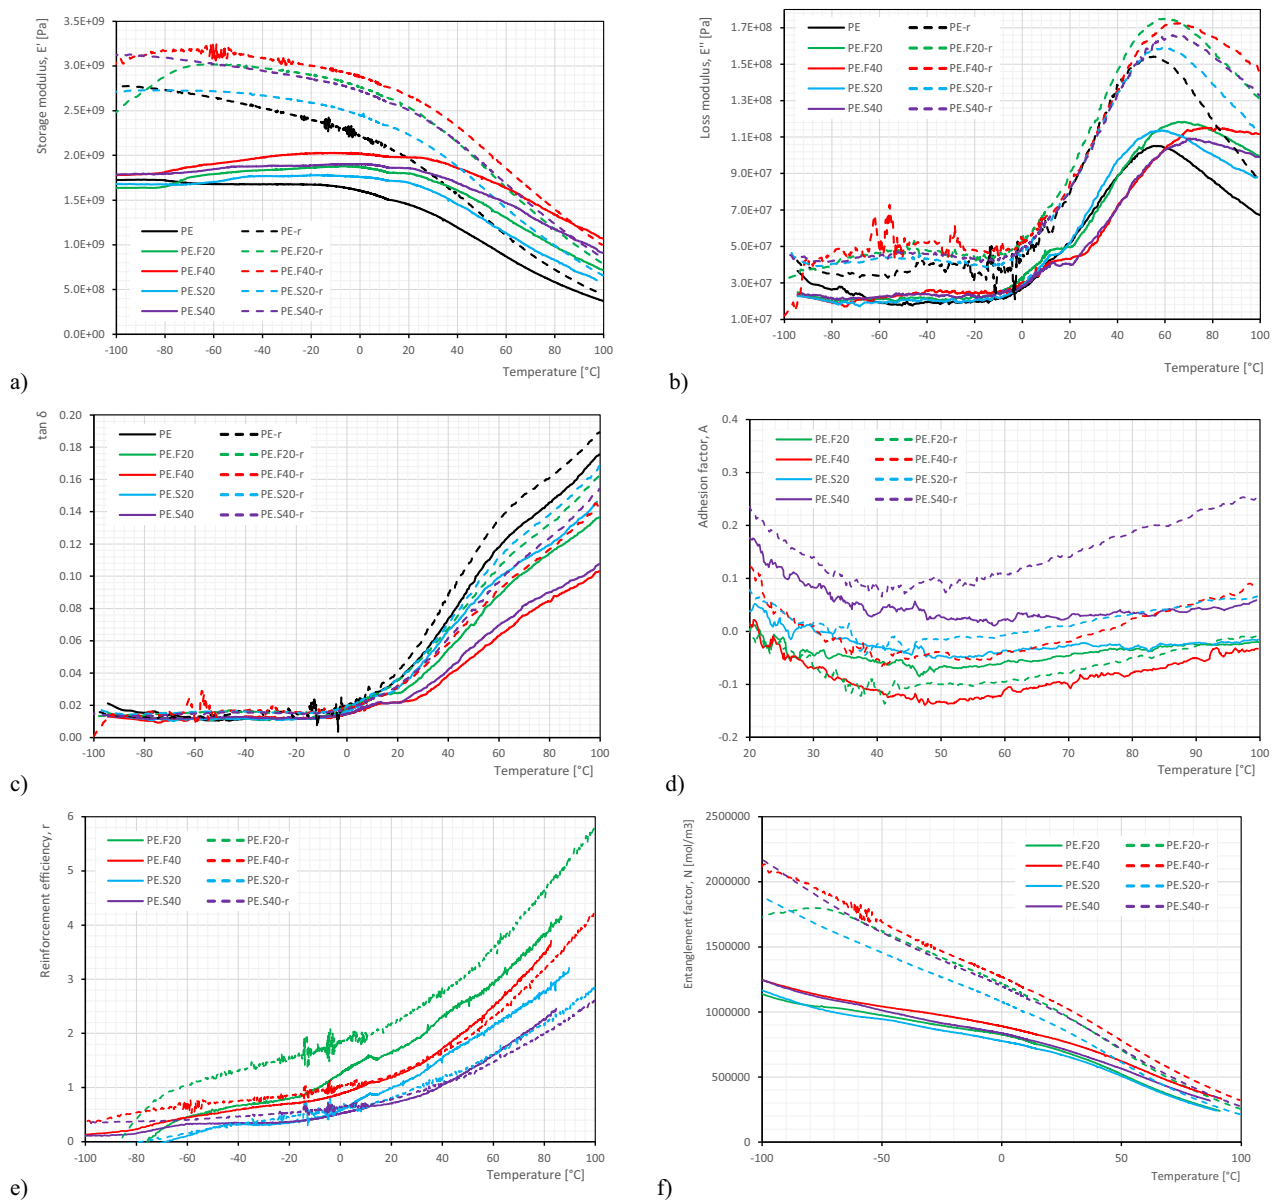 Storage modulus, E' [Pa]
3.5E+09
3.0E+09
2.5E+09
2.0E+09
1.5E+09
1.0E+09
5.0E+08
0.0E+00
PE PE-r
PE.F20 PE.F20-r
PE.F40 PE.F40-r
PE.S20 PE.S20-r
PE.S40 PE.S40-r
-100 -80 -60 -40 -20 0 20 40 60 80 100
Temperature [°C]
a)
Loss modulus, E'' [Pa]
1.7E+08
1.5E+08
1.3E+08
1.1E+08
9.0E+07
7.0E+07
5.0E+07
3.0E+07
1.0E+07
PE PE-r
PE.F20 PE.F20-r
PE.F40 PE.F40-r
PE.S20 PE.S20-r
PE.S40 PE.S40-r
-100 -80 -60 -40 -20 0 20 40 60 80 100
Temperature [°C]
b)
tan δ
0.20
0.18
0.16
0.14
0.12
0.10
0.08
0.06
0.04
0.02
0.00
PE PE-r
PE.F20 PE.F20-r
PE.F40 PE.F40-r
PE.S20 PE.S20-r
PE.S40 PE.S40-r
-100 -80 -60 -40 -20 0 20 40 60 80 100
Temperature [°C]
c)
Adhesion factor, A
0.4
0.3
0.2
0.1
0.0
-0.1
-0.2
PE.F20 PE.F20-r
PE.F40 PE.F40-r
PE.S20 PE.S20-r
PE.S40 PE.S40-r
20 30 40 50 60 70 80 90 100
Temperature [°C]
d)
Reinforcement efficiency, r
6
5
4
3
2
1
0
PE.F20 PE.F20-r
PE.F40 PE.F40-r
PE.S20 PE.S20-r
PE.S40 PE.S40-r
-100 -80 -60 -40 -20 0 20 40 60 80 100
Temperature [°C]
e)
Entanglement factor, N [mol/m3]
2500000
2000000
1500000
1000000
500000
0
PE.F20 PE.F20-r
PE.F40 PE.F40-r
PE.S20 PE.S20-r
PE.S40 PE.S40-r
-100 -50 0 50 100
Temperature [°C]
f)